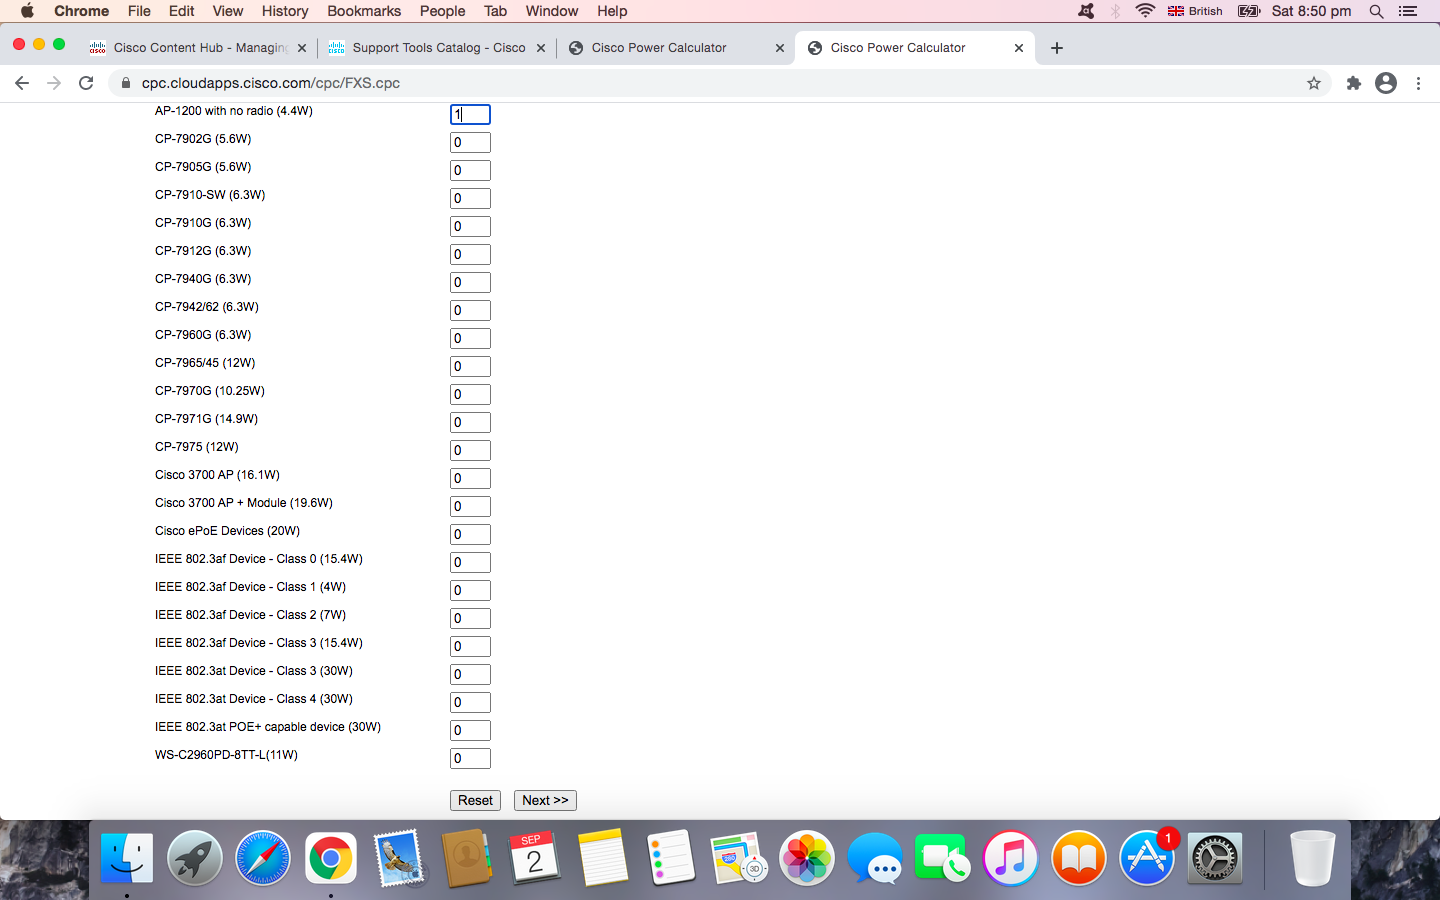 Chrome File Edit View History Bookmarks People Tab Window Help British Sat 8:50 pm
Cisco Content Hub - Managing Support Tools Catalog - Cisco Cisco Power Calculator Cisco Power Calculator
cpc.cloudapps.cisco.com/cpc/FXS.cpc
AP-1200 with no radio (4.4W) 1
CP-7902G (5.6W) 0
CP-7905G (5.6W) 0
CP-7910-SW (6.3W) 0
CP-7910G (6.3W) 0
CP-7912G (6.3W) 0
CP-7940G (6.3W) 0
CP-7942/62 (6.3W) 0
CP-7960G (6.3W) 0
CP-7965/45 (12W) 0
CP-7970G (10.25W) 0
CP-7971G (14.9W) 0
CP-7975 (12W) 0
Cisco 3700 AP (16.1W) 0
Cisco 3700 AP + Module (19.6W) 0
Cisco ePoE Devices (20W) 0
IEEE 802.3af Device - Class 0 (15.4W) 0
IEEE 802.3af Device - Class 1 (4W) 0
IEEE 802.3af Device - Class 2 (7W) 0
IEEE 802.3af Device - Class 3 (15.4W) 0
IEEE 802.3at Device - Class 3 (30W) 0
IEEE 802.3at Device - Class 4 (30W) 0
IEEE 802.3at POE+ capable device (30W) 0
WS-C2960PD-8TT-L(11W) 0
Reset Next >>
SEP
2
280
3D
1